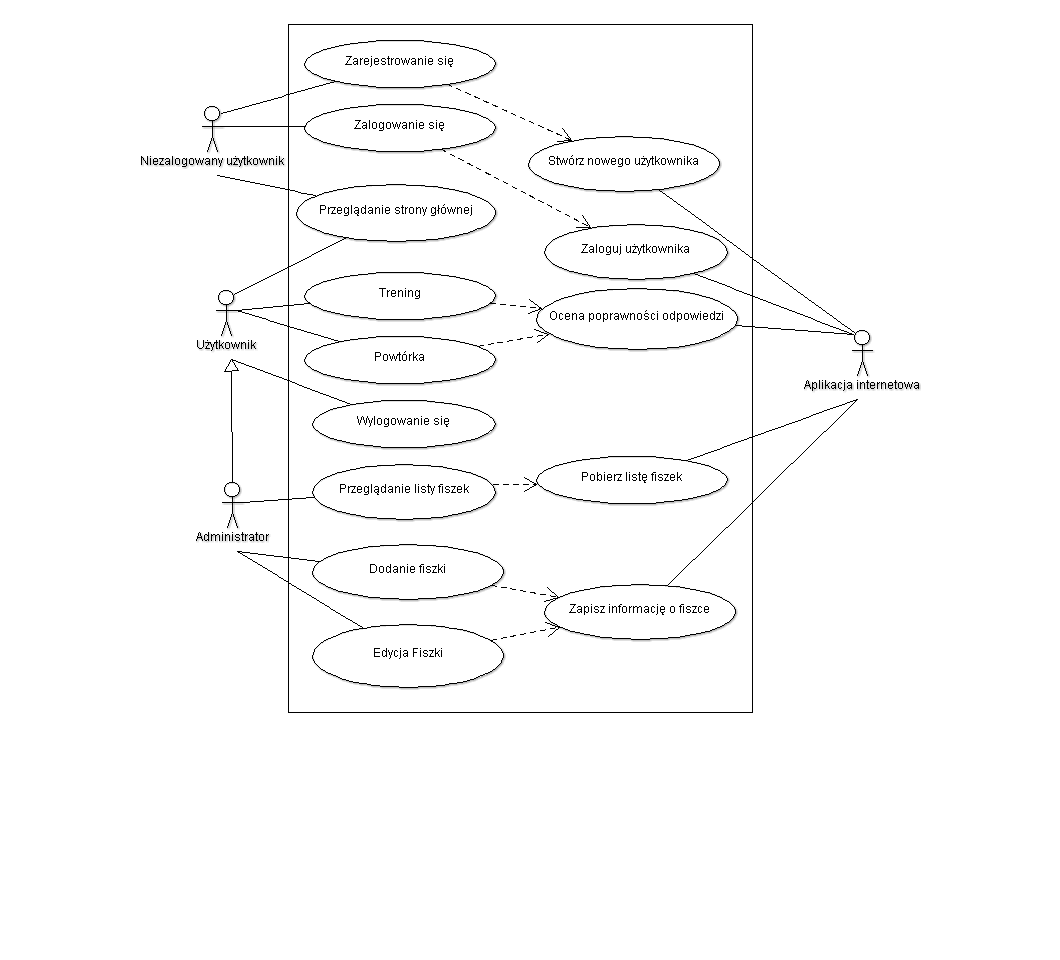 Zarejestrowanie się
Zalogowanie się
Stwórz nowego użytkownika
Niezalogowany użytkownik
Przeglądanie strony głównej
Zaloguj użytkownika
Trening
Ocena poprawności odpowiedzi
Użytkownik
Powtórka
Aplikacja internetowa
Wylogowanie się
Pobierz listę fiszek
Przeglądanie listy fiszek
Administrator
Dodanie fiszki
Zapisz informację o fiszce
Edycja Fiszki